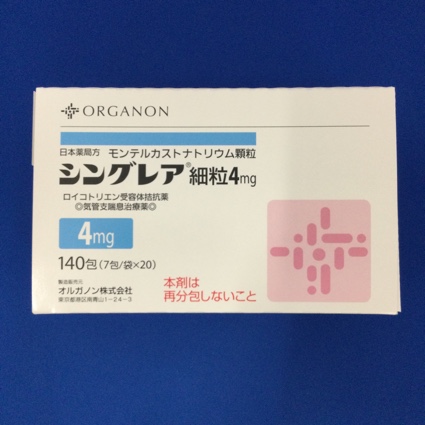 ORGANON
日本薬局方 モンテルカストナトリウム顆粒
シングレア® 細粒4mg
ロイコトリエン受容体拮抗薬
◎気管支喘息治療薬◎
4mg
140包(7包/袋×20)
本剤は
再分包しないこと
製造販売元
オルガノン株式会社
東京都港区南青山1-24-3